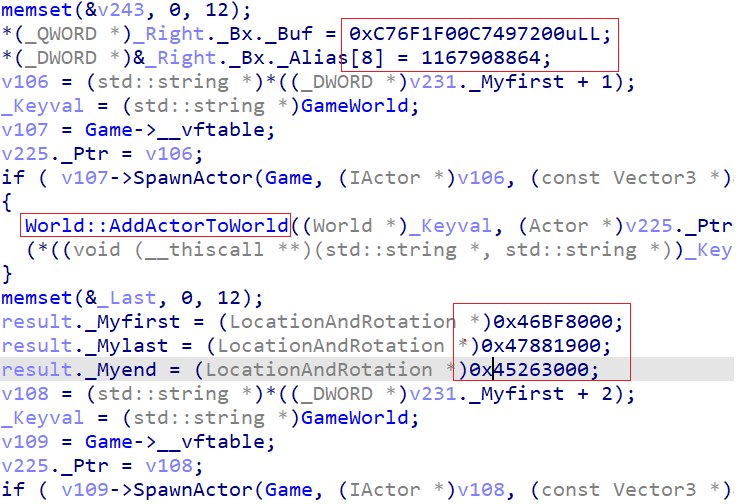 memset(&v243, 0, 12);
*(_QWORD *)_Right._Bx._Buf = 0xC76F1F00C7497200uLL;
*(_DWORD *)&_Right._Bx._Alias[8] = 1167908864;
v106 = (std::string *)*((_DWORD *)v231._Myfirst + 1);
_Keyval = (std::string *)GameWorld;
v107 = Game->__vftable;
v225._Ptr = v106;
if ( v107->SpawnActor(Game, (IActor *)v106, (const Vector3 *)
{
World::AddActorToWorld((World *)_Keyval, (Actor *)v225._Ptr
(*((void (__thiscall **)(std::string *, std::string *))_Key
}
memset(&_Last, 0, 12);
result._Myfirst = (LocationAndRotation *)0x46BF8000;
result._Mylast = (LocationAndRotation *)0x47881900;
result._Myend = (LocationAndRotation *)0x45263000;
v108 = (std::string *)*((_DWORD *)v231._Myfirst + 2);
_Keyval = (std::string *)GameWorld;
v109 = Game->__vftable;
v225._Ptr = v108;
if ( v109->SpawnActor(Game, (IActor *)v108, (const Vector3 *)